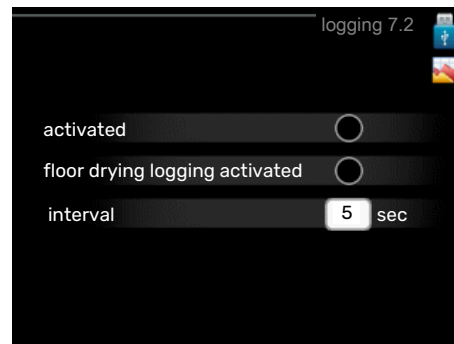 logging 7.2
activated
floor drying logging activated
interval 5 sec